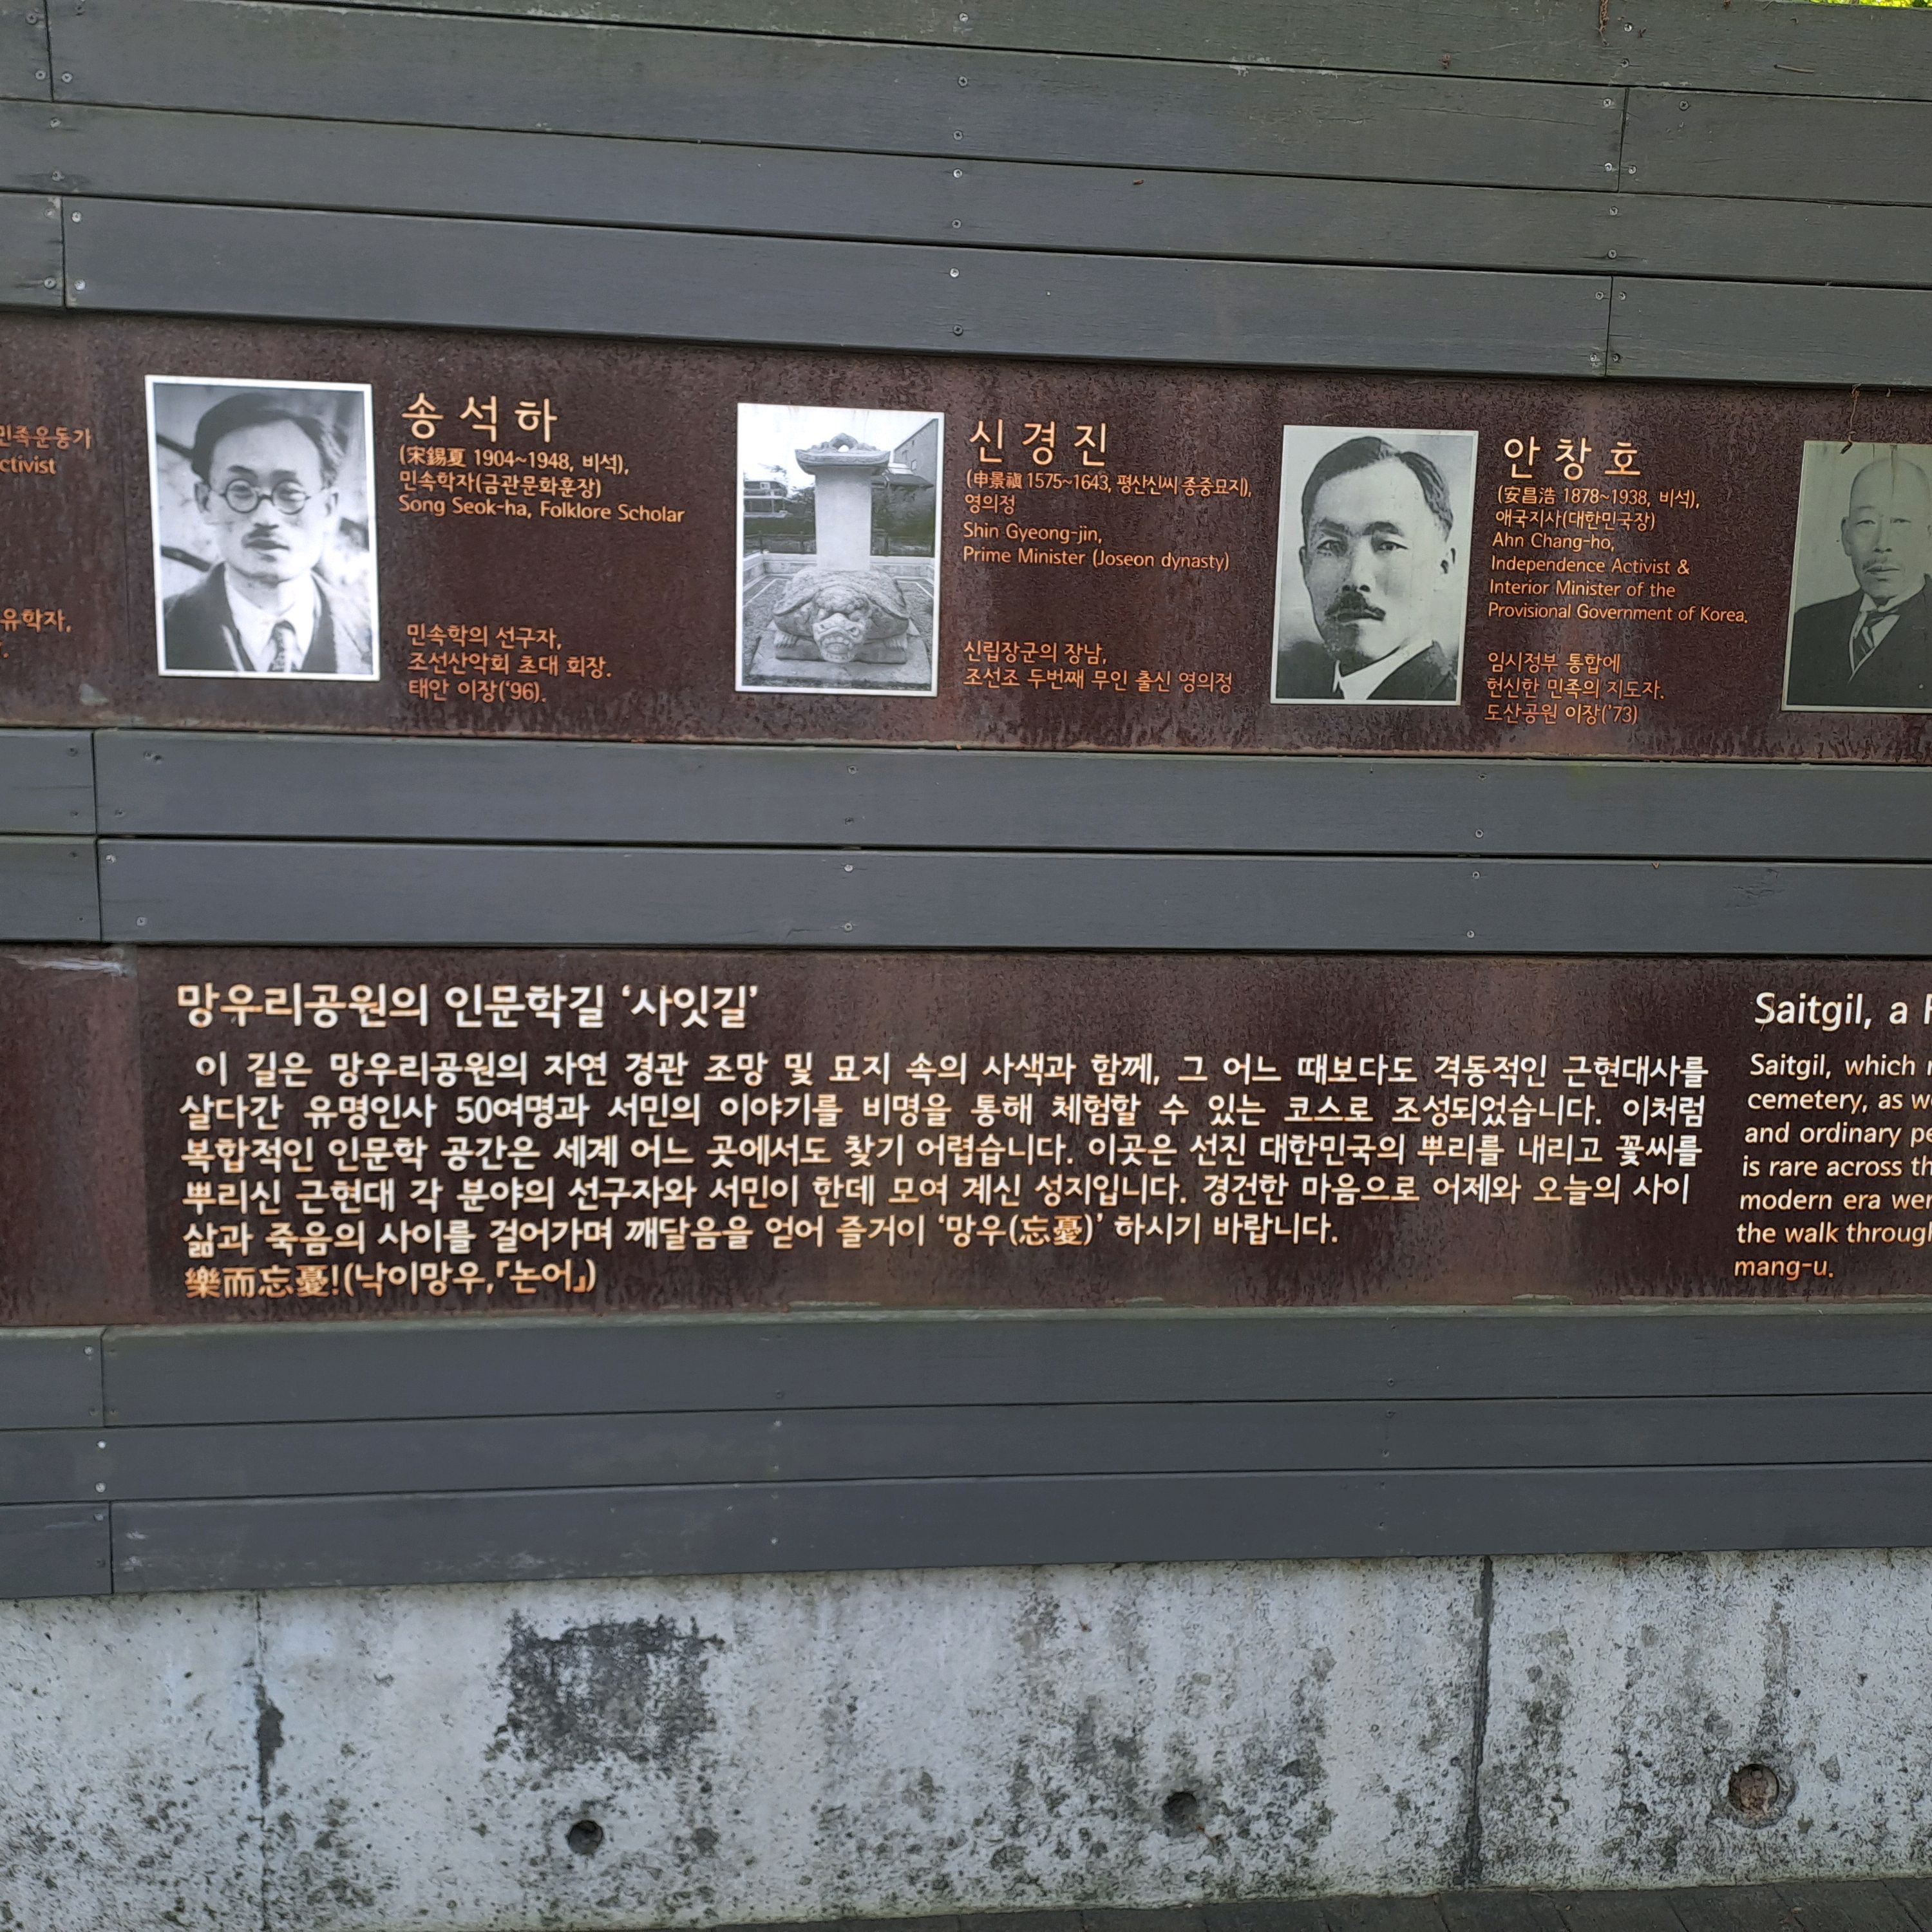 민족운동가
ctivist
유학자,
송석하
(宋錫夏 1904~1948, 비석),
민속학자(금관문화훈장)
Song Seok-ha, Folklore Scholar
민속학의 선구자,
조선산악회 초대 회장.
태안 이장('96).
신경진
(申景禛 1575~1643, 평산신씨 종중묘지),
영의정
Shin Gyeong-jin,
Prime Minister (Joseon dynasty)
신립장군의 장남,
조선조 두번째 무인 출신 영의정
안창호
(安昌浩 1878~1938, 비석),
애국지사(대한민국장)
Ahn Chang-ho,
Independence Activist &
Interior Minister of the
Provisional Government of Korea.
임시정부 통합에
헌신한 민족의 지도자.
도산공원 이장('73)
망우리공원의 인문학길 '사잇길'
이 길은 망우리공원의 자연 경관 조망 및 묘지 속의 사색과 함께, 그 어느 때보다도 격동적인 근현대사를
살다간 유명인사 50여명과 서민의 이야기를 비명을 통해 체험할 수 있는 코스로 조성되었습니다. 이처럼
복합적인 인문학 공간은 세계 어느 곳에서도 찾기 어렵습니다. 이곳은 선진 대한민국의 뿌리를 내리고 꽃씨를
뿌리신 근현대 각 분야의 선구자와 서민이 한데 모여 계신 성지입니다. 경건한 마음으로 어제와 오늘의 사이
삶과 죽음의 사이를 걸어가며 깨달음을 얻어 즐거이 '망우(忘憂)' 하시기 바랍니다.
樂而忘憂!(낙이망우,『논어』)
Saitgil, a
Saitgil, which
cemetery, as
and ordinary
is rare across
modern era
the walk through
mang-u.